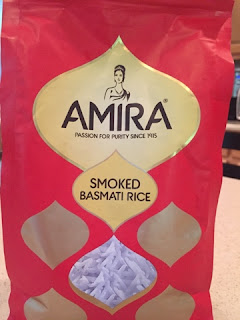 AMIRA®
PASSION FOR PURITY SINCE 1915
SMOKED
BASMATI RICE